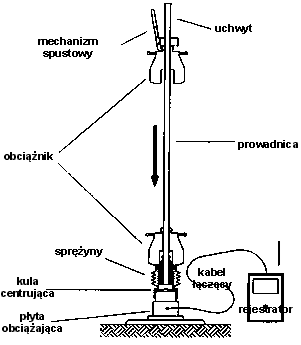 uchwyt
mechanizm
spustowy
prowadnica
obciążnik
sprężyny
kabel
łączący
kula
centrująca
rejestrator
płyta
obciążająca